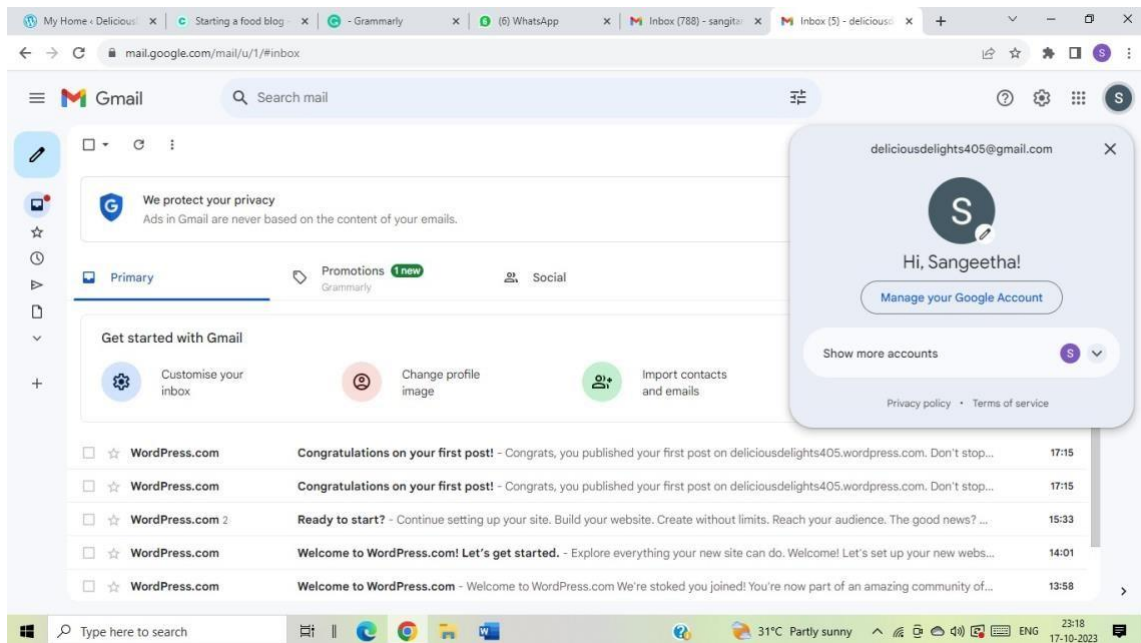 My Home ‹ Delicious
Starting a food blog -
- Grammarly
(6) WhatsApp
Inbox (788) - sangitar
Inbox (5) - deliciousd
mail.google.com/mail/u/1/#inbox
S
Gmail
Search mail
S
We protect your privacy
Ads in Gmail are never based on the content of your emails.
Primary
Promotions 1 new
Grammarly
Social
Get started with Gmail
Customise your
inbox
Change profile
image
Import contacts
and emails
deliciousdelights405@gmail.com
S
Hi, Sangeetha!
Manage your Google Account
Show more accounts S
Privacy policy • Terms of service
WordPress.com Congratulations on your first post! - Congrats, you published your first post on deliciousdelights405.wordpress.com. Don't stop... 17:15
WordPress.com Congratulations on your first post! - Congrats, you published your first post on deliciousdelights405.wordpress.com. Don't stop... 17:15
WordPress.com 2 Ready to start? - Continue setting up your site. Build your website. Create without limits. Reach your audience. The good news? ... 15:33
WordPress.com Welcome to WordPress.com! Let's get started. - Explore everything your new site can do. Welcome! Let's set up your new webs... 14:01
WordPress.com Welcome to WordPress.com - Welcome to WordPress.com We're stoked you joined! You're now part of an amazing community of... 13:58
Type here to search
31°C Partly sunny
ENG
23:18
17-10-2023